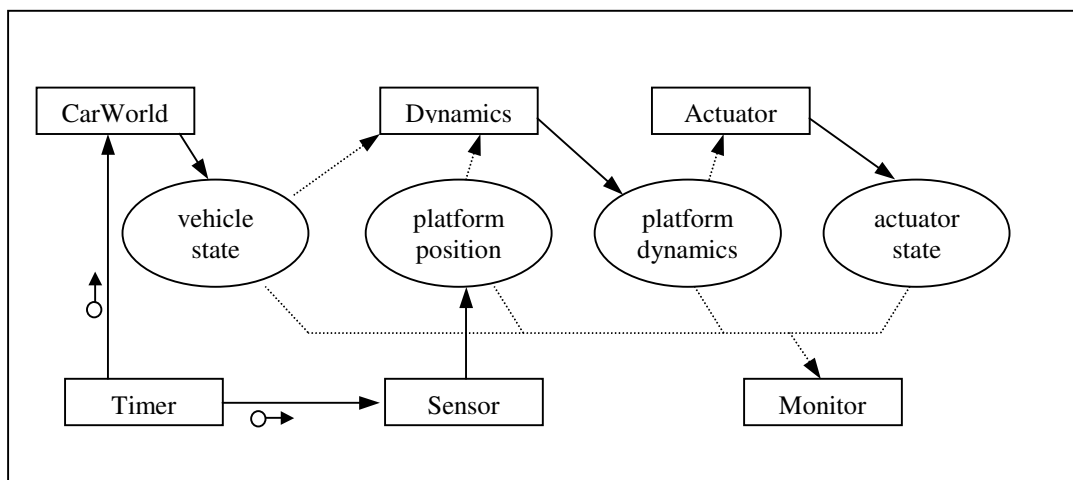 CarWorld
Dynamics
Actuator
vehicle
state
platform
position
platform
dynamics
actuator
state
Timer
Sensor
Monitor